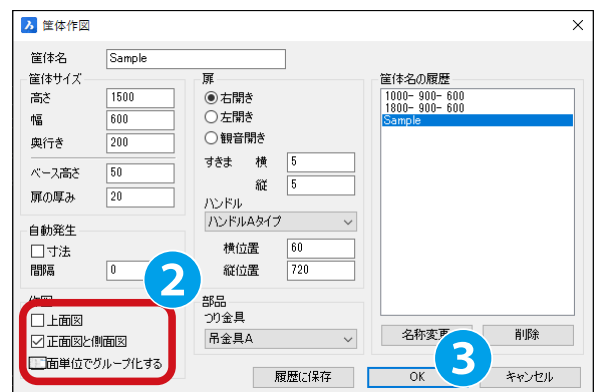 筐体作図
筐体名 Sample
筐体サイズ
高さ 1500
幅 600
奥行き 200
ベース高さ 50
扉の厚み 20
自動発生
寸法
間隔 0
2
上面図
正面図と側面図
面単位でグループ化する
扉
右開き
左開き
観音開き
すきま 横 5
縦 5
ハンドル
ハンドルAタイプ
横位置 60
縦位置 720
部品
つり金具
吊金具A
筐体名の履歴
1000- 900- 600
1800- 900- 600
Sample
名称変更 削除
3
履歴に保存 OK キャンセル